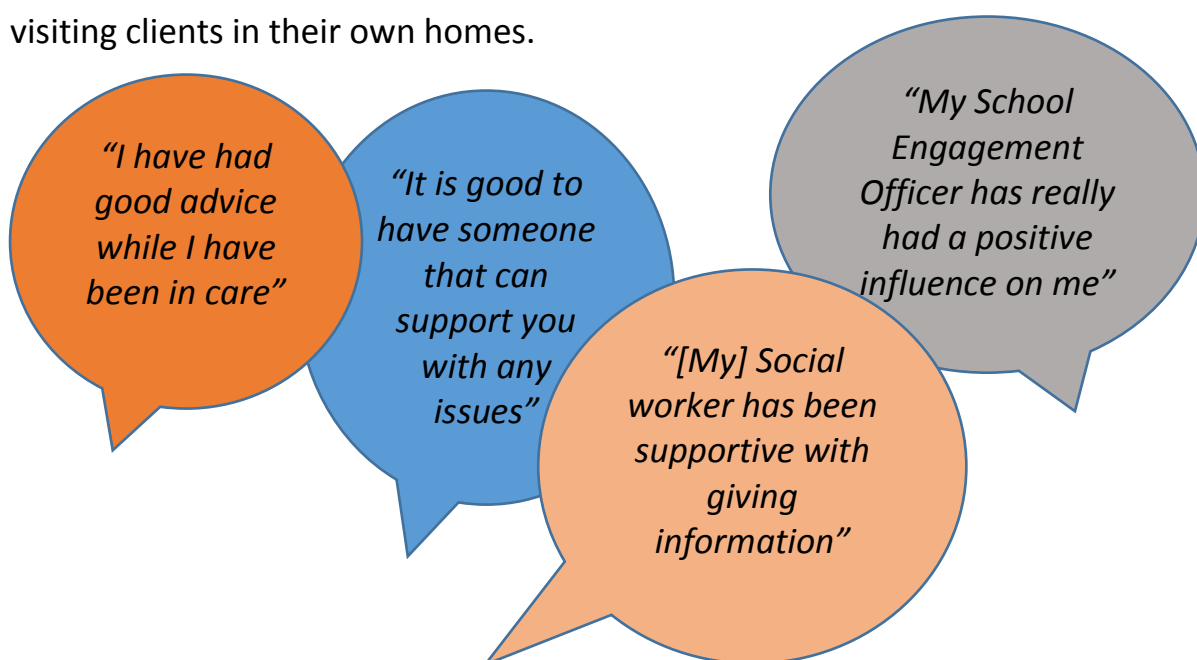 visiting clients in their own homes.
“I have had
good advice
while I have
been in care”
“It is good to
have someone
that can
support you
with any
issues”
“[My] Social
worker has been
supportive with
giving
information”
“My School
Engagement
Officer has really
had a positive
influence on me”